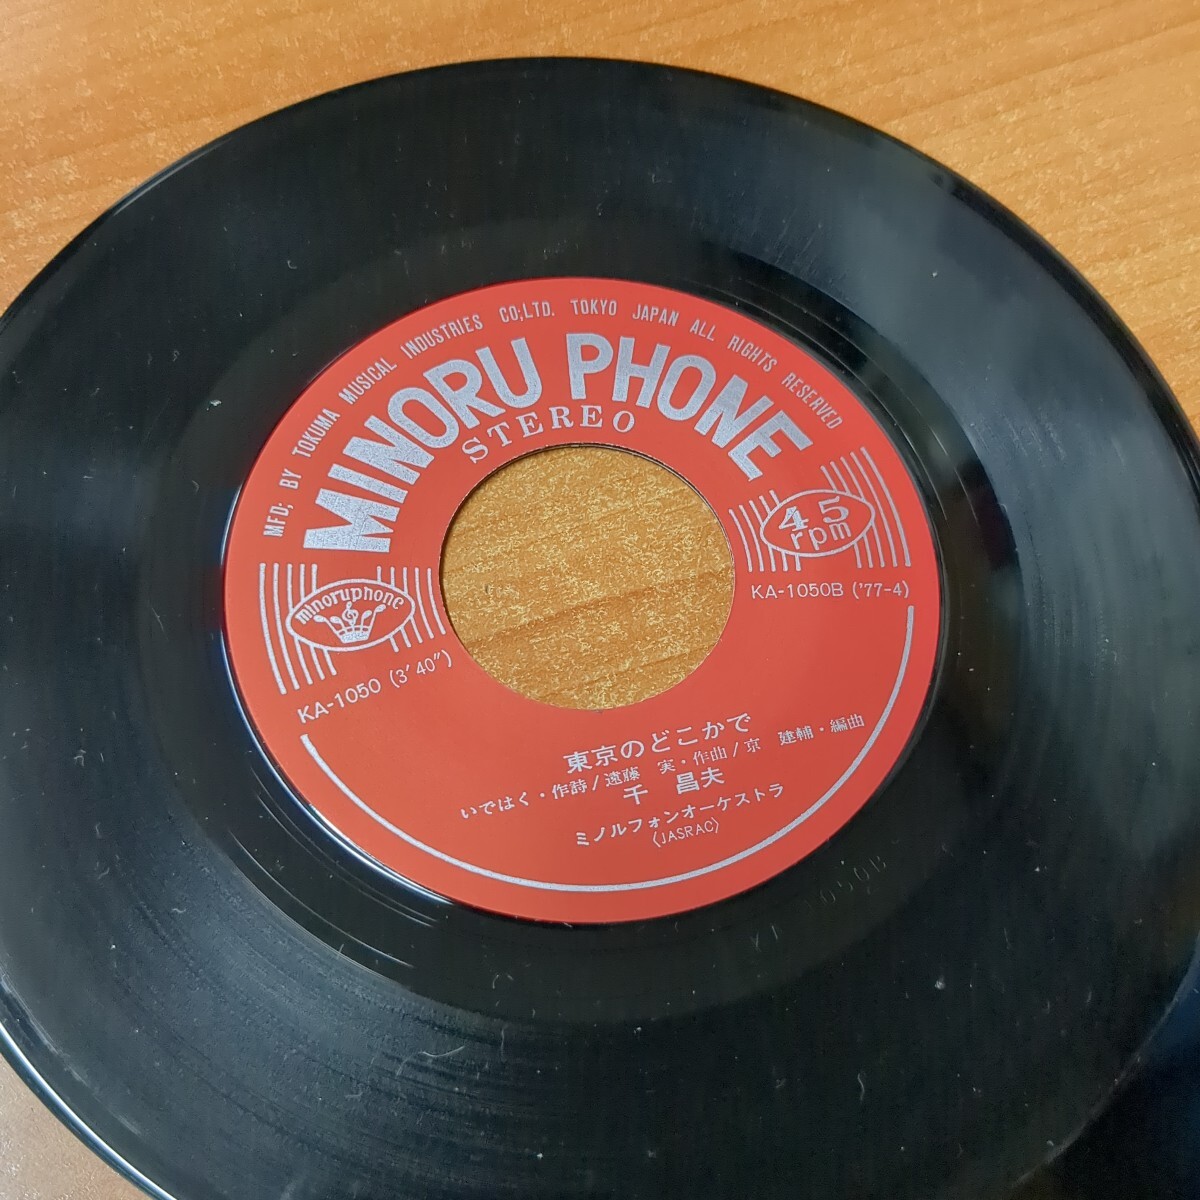 MFD; BY TOKUMA MUSICAL INDUSTRIES CO;LTD. TOKYO JAPAN ALL RIGHTS RESERVED
MINORU PHONE
STEREO
45
rpm
KA-1050B ('77-4)
minoruphone
KA-1050 (3′40″)
東京のどこかで
いではく・作詩/遠藤 実・作曲/京 建輔・編曲
千 昌夫
ミノルフォンオーケストラ
〈JASRAC〉